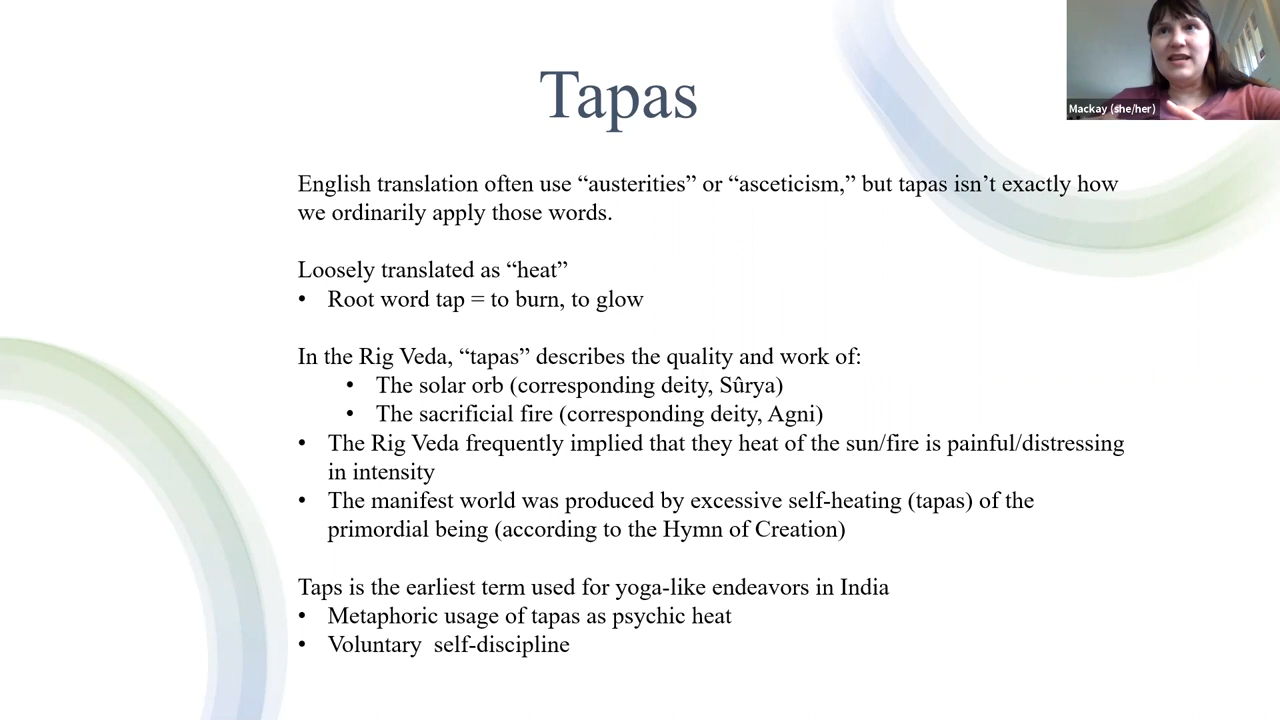 Tapas
Mackay (she/her)
English translation often use “austerities” or “asceticism,” but tapas isn’t exactly how
we ordinarily apply those words.
Loosely translated as “heat”
• Root word tap = to burn, to glow
In the Rig Veda, “tapas” describes the quality and work of:
• The solar orb (corresponding deity, Sûrya)
• The sacrificial fire (corresponding deity, Agni)
• The Rig Veda frequently implied that they heat of the sun/fire is painful/distressing
in intensity
• The manifest world was produced by excessive self-heating (tapas) of the
primordial being (according to the Hymn of Creation)
Taps is the earliest term used for yoga-like endeavors in India
• Metaphoric usage of tapas as psychic heat
• Voluntary  self-discipline